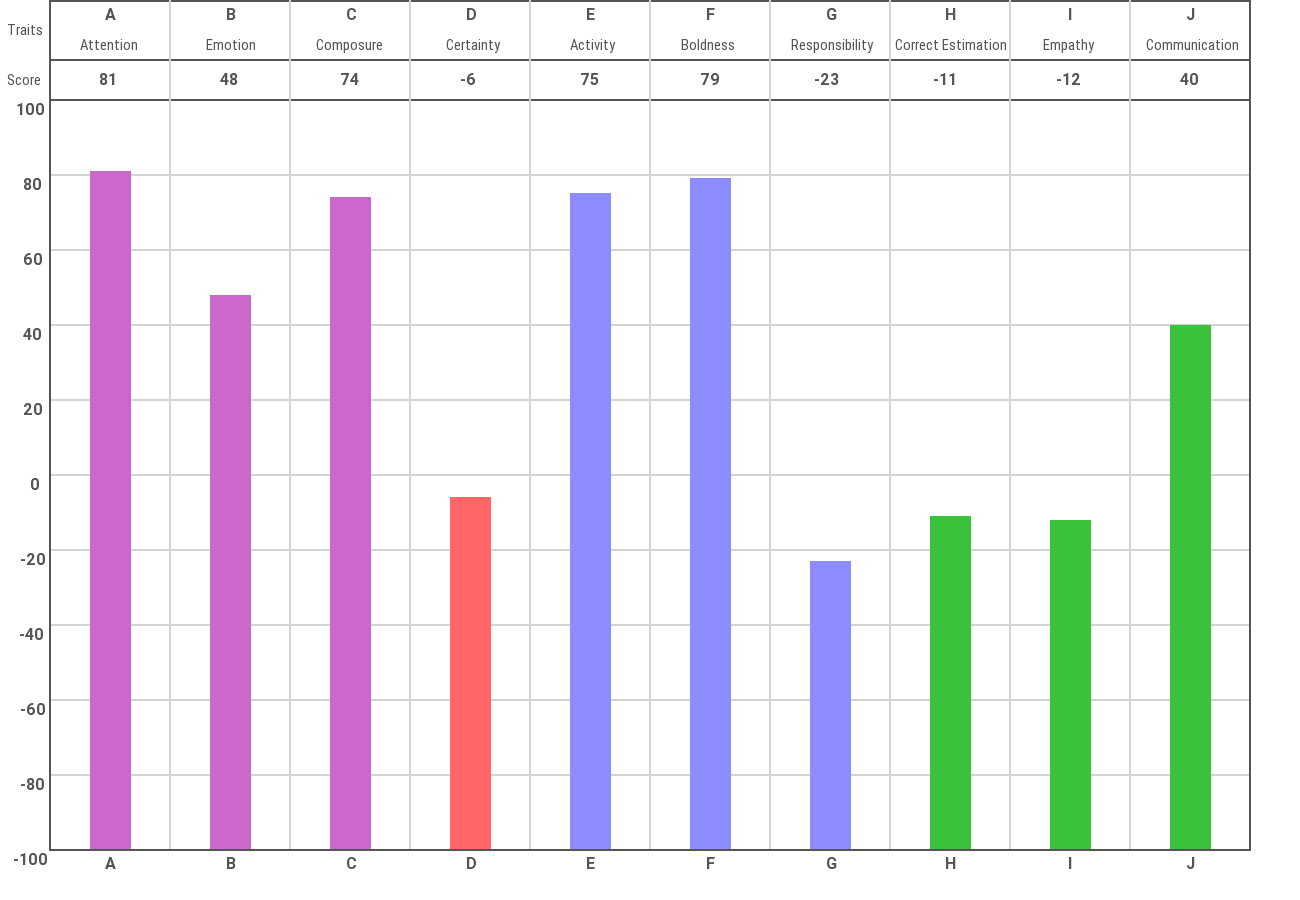 A B C D E F G H I J
Traits
Attention Emotion Composure Certainty Activity Boldness Responsibility Correct Estimation Empathy Communication
Score 81 48 74 -6 75 79 -23 -11 -12 40
100
80
60
40
20
0
-20
-40
-60
-80
-100
A B C D E F G H I J